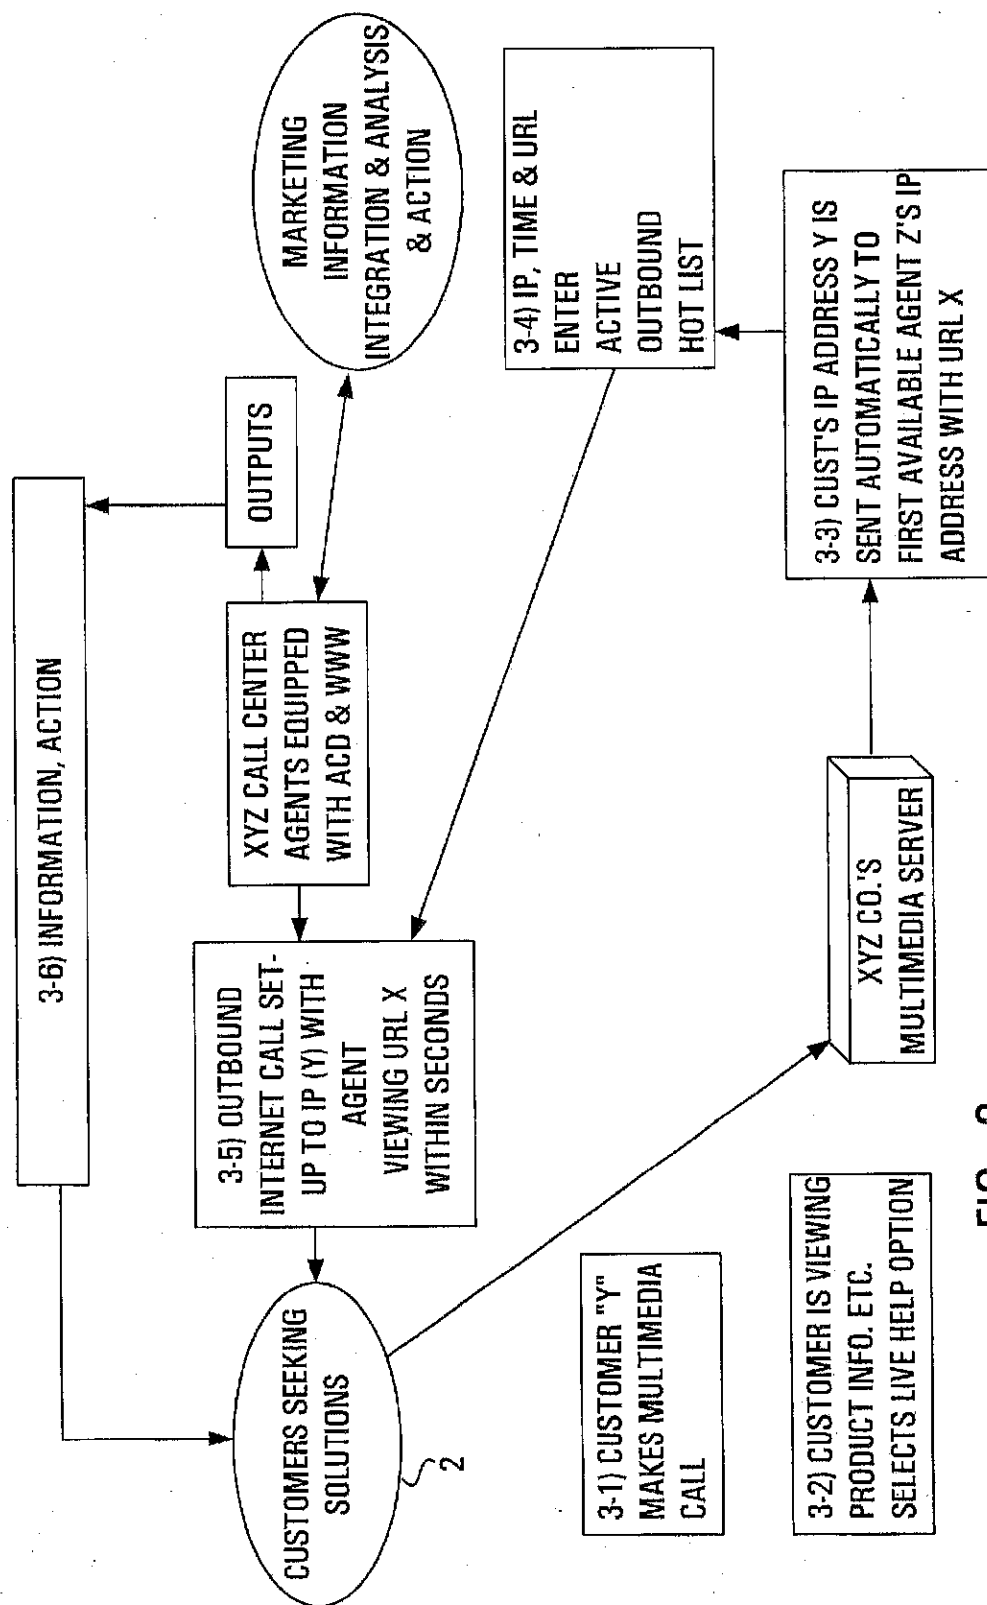 3-6) INFORMATION, ACTION
OUTPUTS
MARKETING
INFORMATION
INTEGRATION & ANALYSIS
& ACTION
XYZ CALL CENTER
AGENTS EQUIPPED
WITH ACD & WWW
3-5) OUTBOUND
INTERNET CALL SET-
UP TO IP (Y) WITH
AGENT
VIEWING URL X
WITHIN SECONDS
CUSTOMERS SEEKING
SOLUTIONS
2
3-4) IP, TIME & URL
ENTER
ACTIVE
OUTBOUND
HOT LIST
3-1) CUSTOMER "Y"
MAKES MULTIMEDIA
CALL
3-2) CUSTOMER IS VIEWING
PRODUCT INFO. ETC.
SELECTS LIVE HELP OPTION
XYZ CO.'S
MULTIMEDIA SERVER
3-3) CUST'S IP ADDRESS Y IS
SENT AUTOMATICALLY TO
FIRST AVAILABLE AGENT Z'S IP
ADDRESS WITH URL X